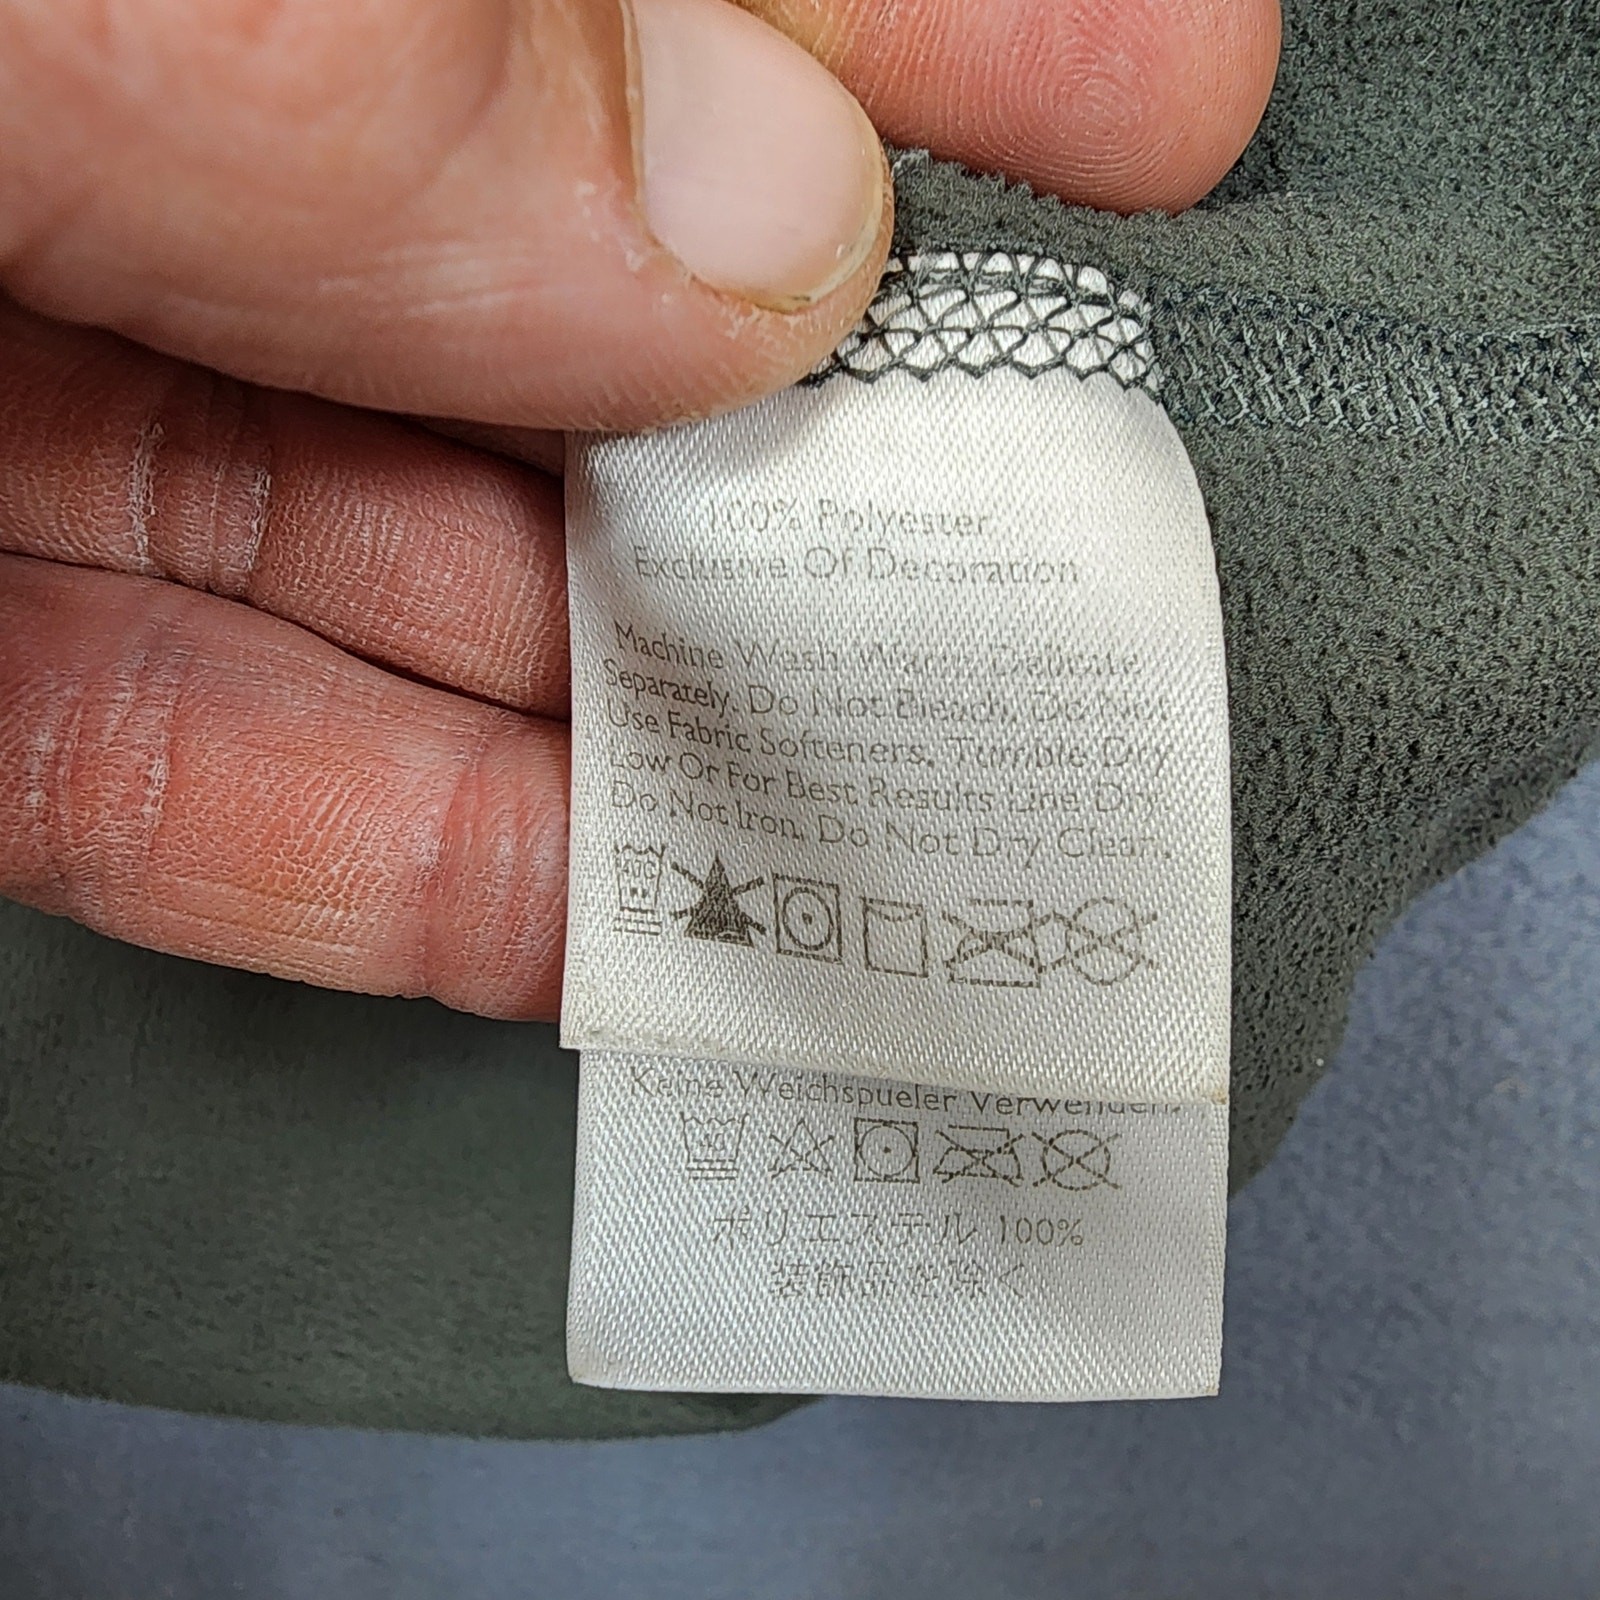 100% Polyester
Exclusive Of Decoration
Machine Wash Warm, Delicate
Separately. Do Not Bleach. Do Not
Use Fabric Softeners. Tumble Dry
Low Or For Best Results Line Dry.
Do Not Iron. Do Not Dry Clean.
40C
Keine Weichspueler Verwenden.
ポリエステル 100%
装飾品を除く